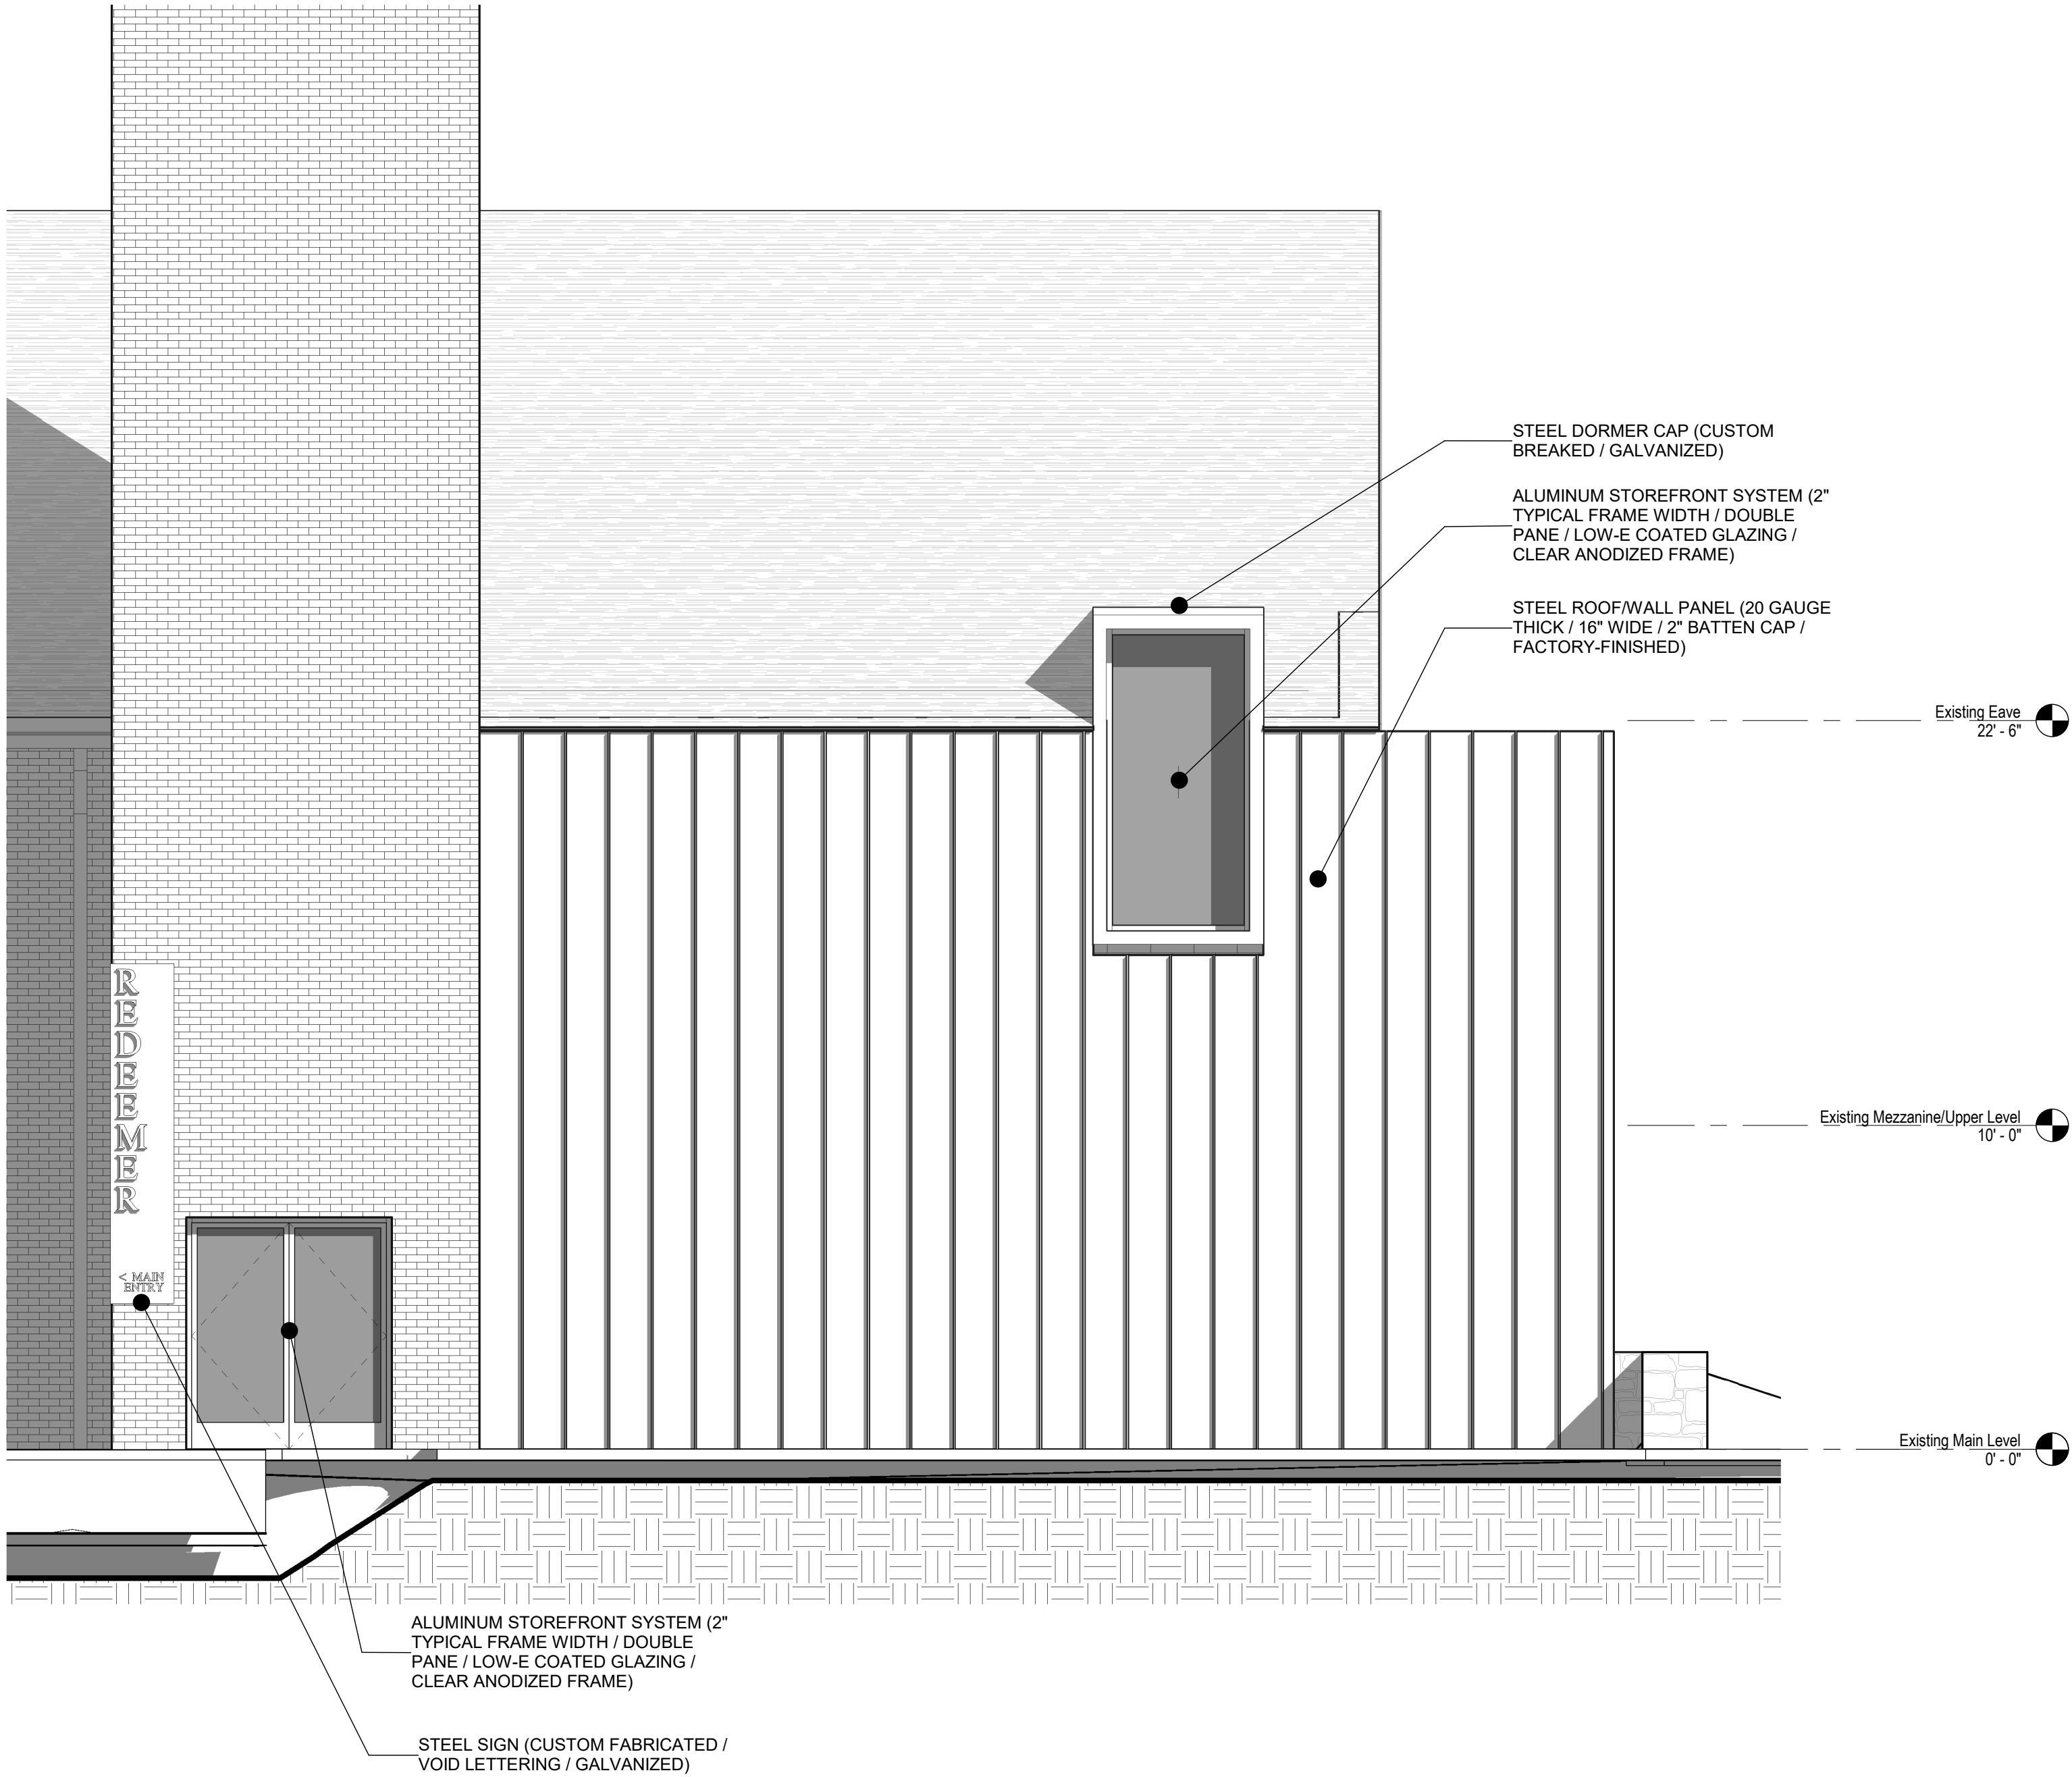 STEEL DORMER CAP (CUSTOM
BREAKED / GALVANIZED)
ALUMINUM STOREFRONT SYSTEM (2"
TYPICAL FRAME WIDTH / DOUBLE
PANE / LOW-E COATED GLAZING /
CLEAR ANODIZED FRAME)
STEEL ROOF/WALL PANEL (20 GAUGE
THICK / 16" WIDE / 2" BATTEN CAP /
FACTORY-FINISHED)
Existing Eave
22' - 6"
REDEEMER
Existing Mezzanine/Upper Level
10' - 0"
< MAIN
ENTRY
Existing Main Level
0' - 0"
ALUMINUM STOREFRONT SYSTEM (2"
TYPICAL FRAME WIDTH / DOUBLE
PANE / LOW-E COATED GLAZING /
CLEAR ANODIZED FRAME)
STEEL SIGN (CUSTOM FABRICATED /
VOID LETTERING / GALVANIZED)